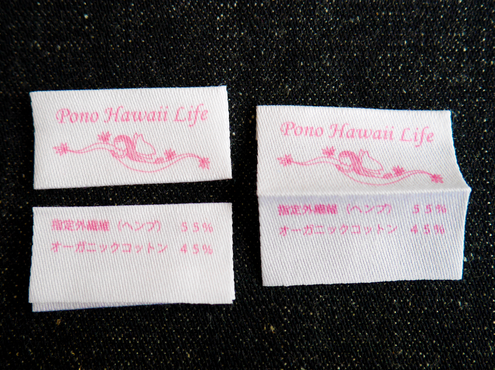 Pono Hawaii Life
指定外繊維（ヘンプ） 55%
オーガニックコットン 45%
Pono Hawaii Life
指定外繊維（ヘンプ） 55%
オーガニックコットン 45%